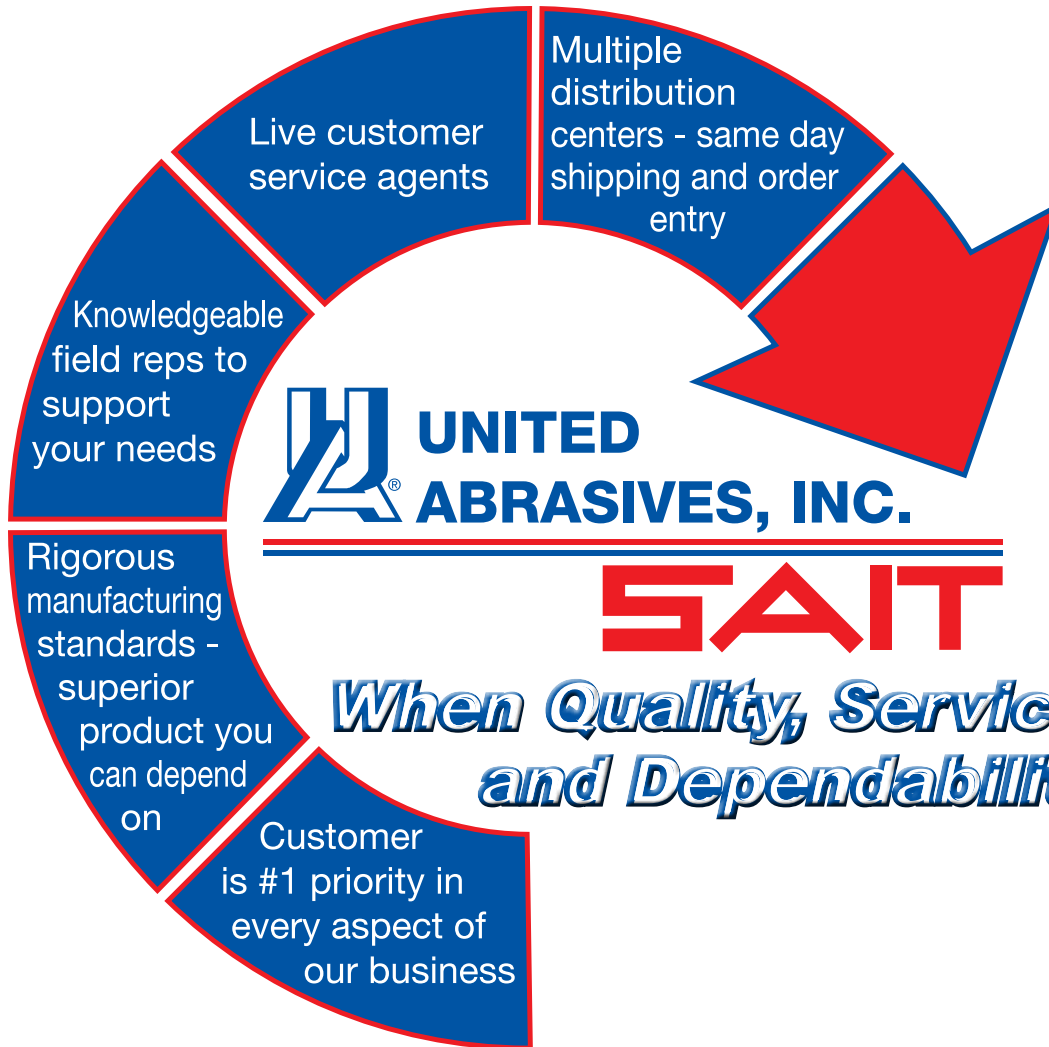 Multiple
distribution
centers - same day
shipping and order
entry
Live customer
service agents
Knowledgeable
field reps to
support
your needs
Rigorous
manufacturing
standards -
superior
product you
can depend
on
Customer
is #1 priority in
every aspect of
our business
UA®
UNITED
ABRASIVES, INC.
SAIT
When Quality, Servic
and Dependabili